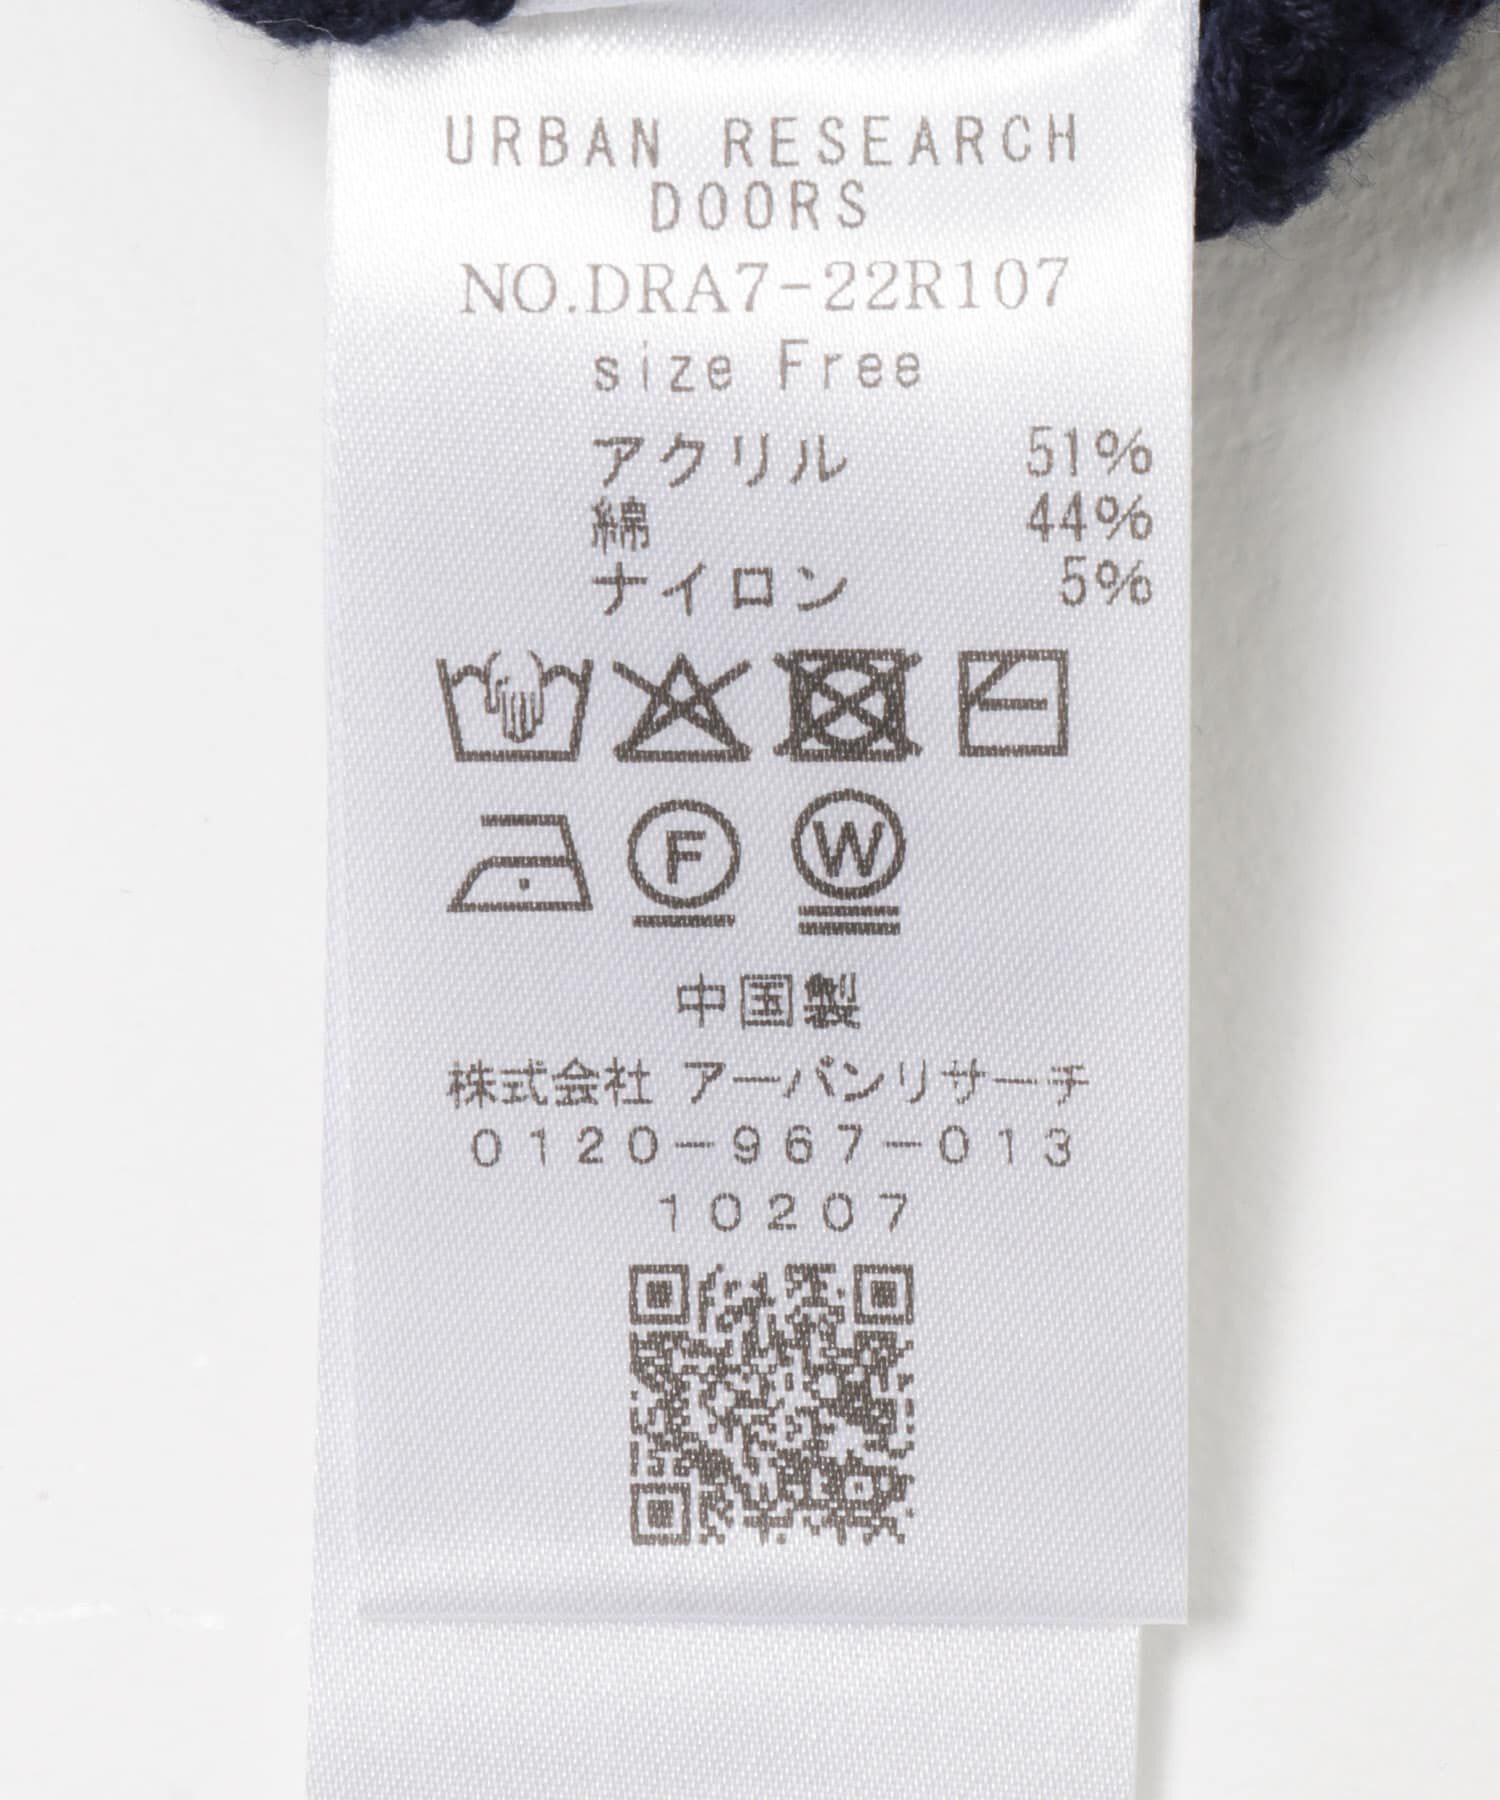 URBAN RESEARCH
DOORS
NO.DRA7-22R107
size Free
アクリル 51%
綿 44%
ナイロン 5%
F W
中国製
株式会社 アーバンリサーチ
0120-967-013
10207